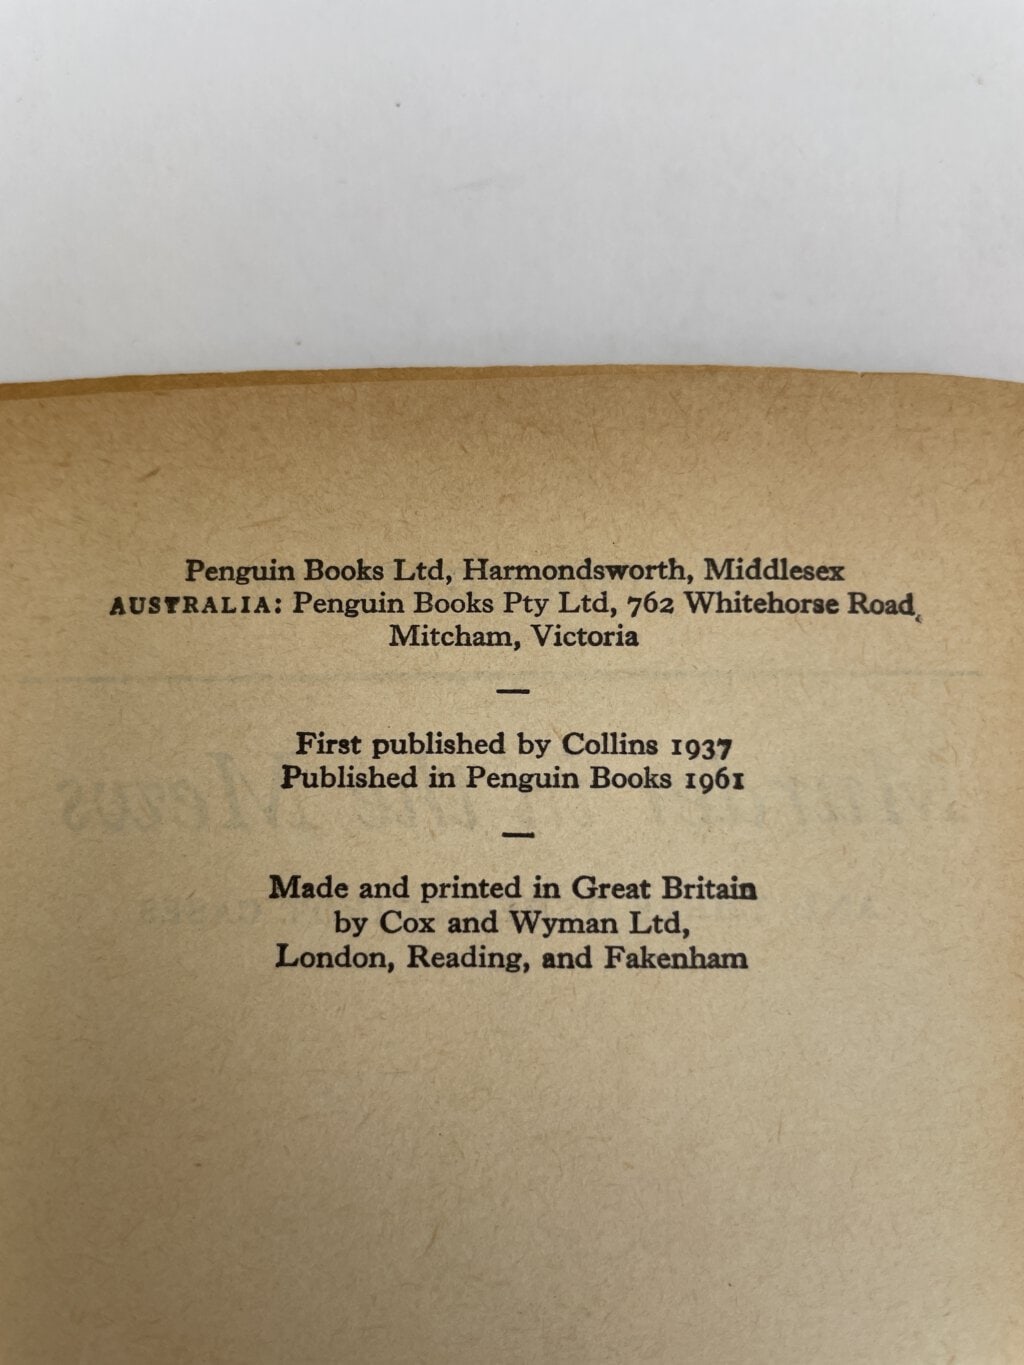 Penguin Books Ltd, Harmondsworth, Middlesex
AUSTRALIA: Penguin Books Pty Ltd, 762 Whitehorse Road,
Mitcham, Victoria
—
First published by Collins 1937
Published in Penguin Books 1961
—
Made and printed in Great Britain
by Cox and Wyman Ltd,
London, Reading, and Fakenham